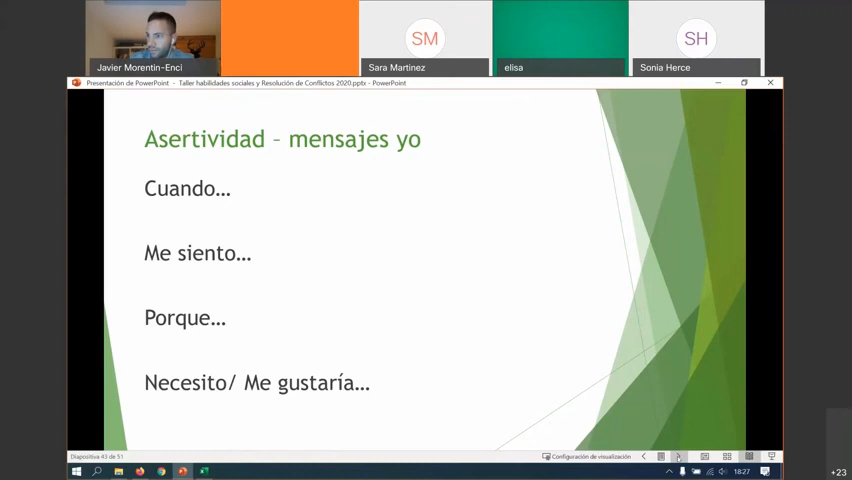 SM
SH
Javier Morentin-Enci
Sara Martinez
elisa
Sonia Herce
Presentación de PowerPoint - Taller habilidades sociales y Resolución de Conflictos 2020.pptx - PowerPoint
Asertividad – mensajes yo
Cuando…
Me siento…
Porque…
Necesito/ Me gustaría…
Diapositiva 43 de 51
Configuración de visualización
18:27
+23